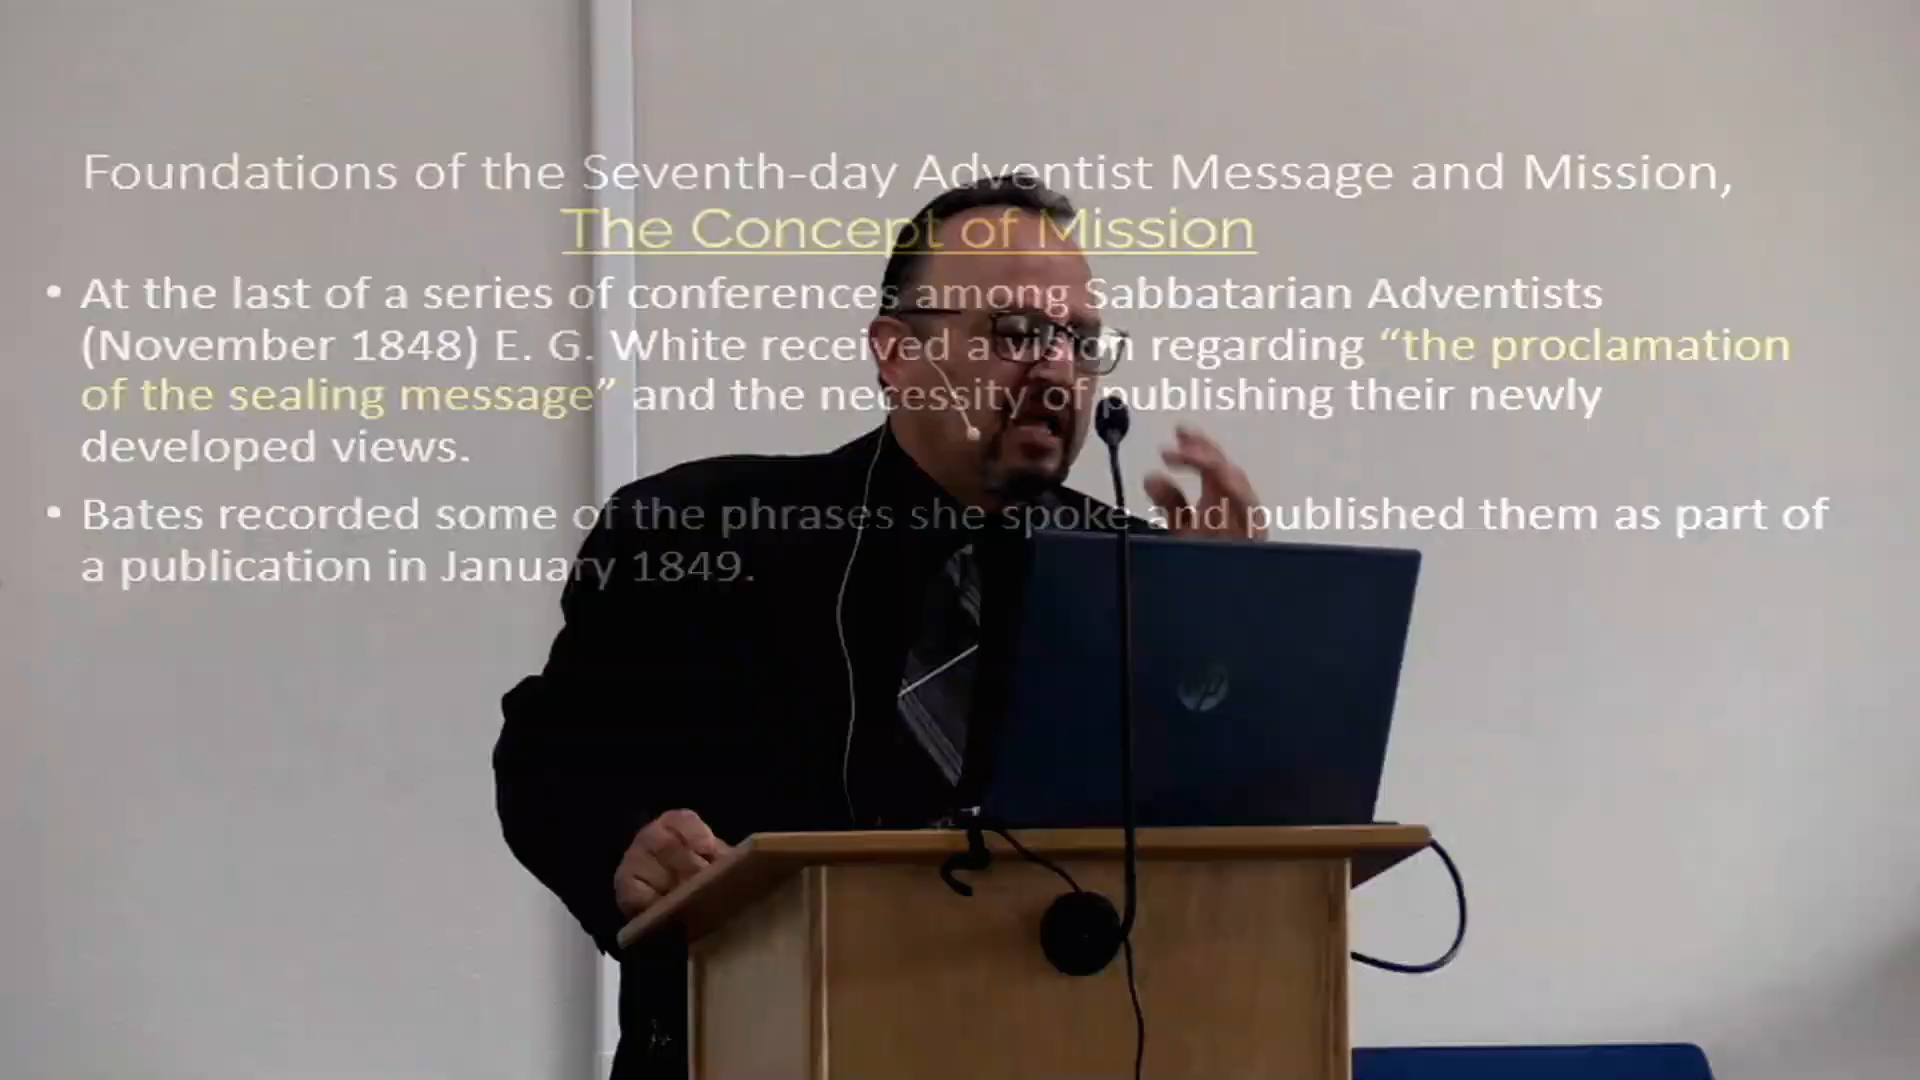 Foundations of the Seventh-day Adventist Message and Mission,
The Concept of Mission
• At the last of a series of conferences among Sabbatarian Adventists
(November 1848) E. G. White received a vision regarding “the proclamation
of the sealing message” and the necessity of publishing their newly
developed views.
• Bates recorded some of the phrases she spoke and published them as part of
a publication in January 1849.
hp